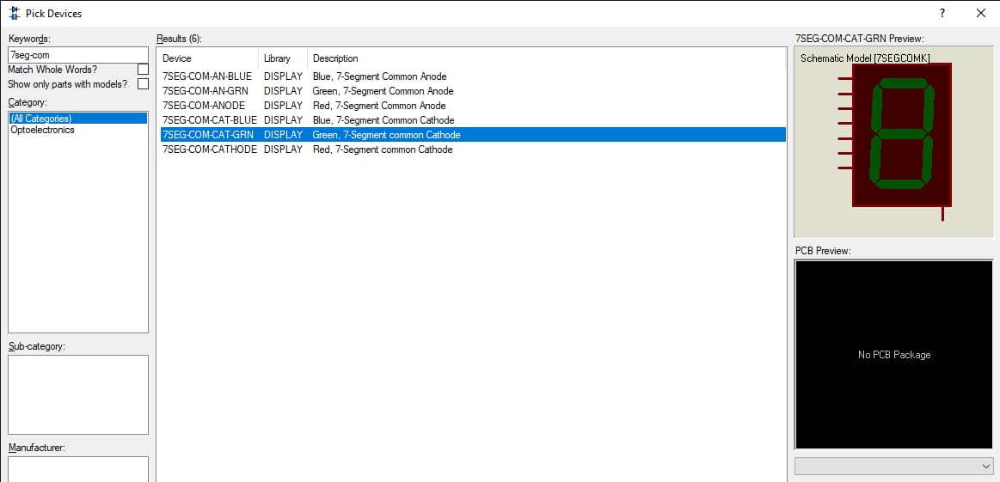 Pick Devices
?
Keywords:
7seg-com
Match Whole Words?
Show only parts with models?
Category:
(All Categories)
Optoelectronics
Sub-category:
Manufacturer:
Results (6):
Device Library Description
7SEG-COM-AN-BLUE DISPLAY Blue, 7-Segment Common Anode
7SEG-COM-AN-GRN DISPLAY Green, 7-Segment Common Anode
7SEG-COM-ANODE DISPLAY Red, 7-Segment Common Anode
7SEG-COM-CAT-BLUE DISPLAY Blue, 7-Segment Common Cathode
7SEG-COM-CAT-GRN DISPLAY Green, 7-Segment common Cathode
7SEG-COM-CATHODE DISPLAY Red, 7-Segment common Cathode
7SEG-COM-CAT-GRN Preview:
Schematic Model [7SEGCOMK]
PCB Preview:
No PCB Package